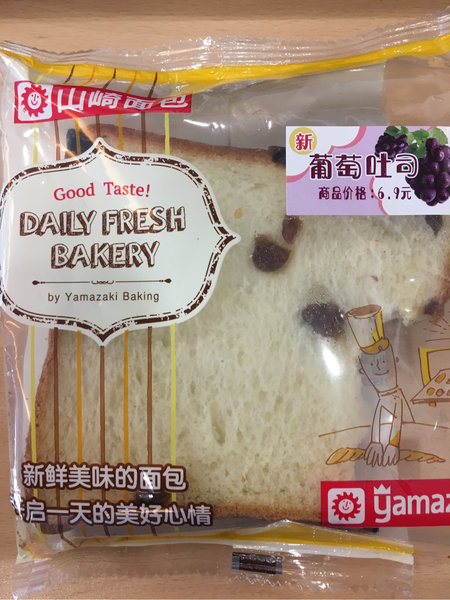 山崎面包
新
葡萄吐司
商品价格：6.9元
Good Taste!
DAILY FRESH
BAKERY
by Yamazaki Baking
新鲜美味的面包
启一天的美好心情
yamaz